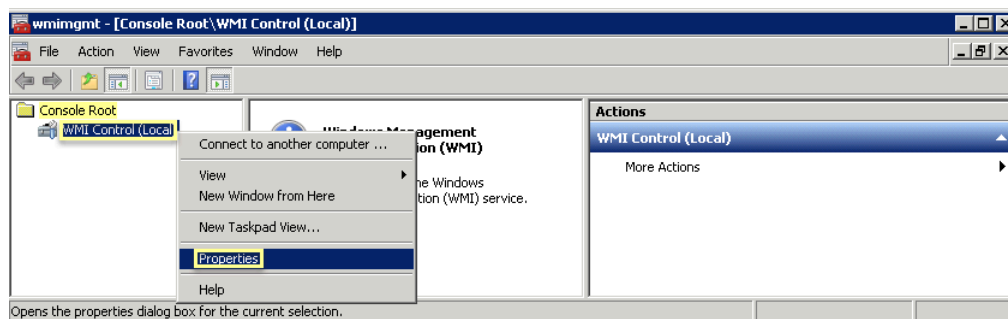 wmimgmt - [Console Root\WMI Control (Local)]
File Action View Favorites Window Help
Console Root
WMI Control (Local
Connect to another computer ...
View
New Window from Here
New Taskpad View...
Properties
Help
Windows Management
ion (WMI)
he Windows
tion (WMI) service.
Actions
WMI Control (Local)
More Actions
Opens the properties dialog box for the current selection.